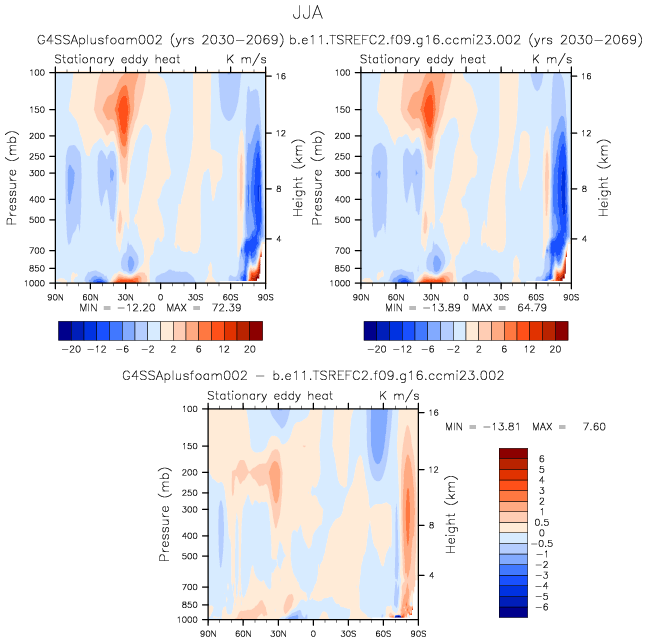 JJA
G4SSAplusfoam002 (yrs 2030-2069) b.e11.TSREFC2.f09.g16.ccmi23.002 (yrs 2030-2069)
Stationary eddy heat K m/s Stationary eddy heat K m/s
100 150 200 250 300 400 500 700 850 1000
Pressure (mb)
16 12 8 4
Height (km)
90N 60N 30N 0 30S 60S 90S
MIN = -12.20 MAX = 72.39
-20 -12 -6 -2 2 6 12 20
100 150 200 250 300 400 500 700 850 1000
Pressure (mb)
16 12 8 4
Height (km)
90N 60N 30N 0 30S 60S 90S
MIN = -13.89 MAX = 64.79
-20 -12 -6 -2 2 6 12 20
G4SSAplusfoam002 - b.e11.TSREFC2.f09.g16.ccmi23.002
Stationary eddy heat K m/s
100 150 200 250 300 400 500 700 850 1000
Pressure (mb)
16 12 8 4
Height (km)
90N 60N 30N 0 30S 60S 90S
MIN = -13.81 MAX = 7.60
6
5
4
3
2
1
0.5
0
-0.5
-1
-2
-3
-4
-5
-6